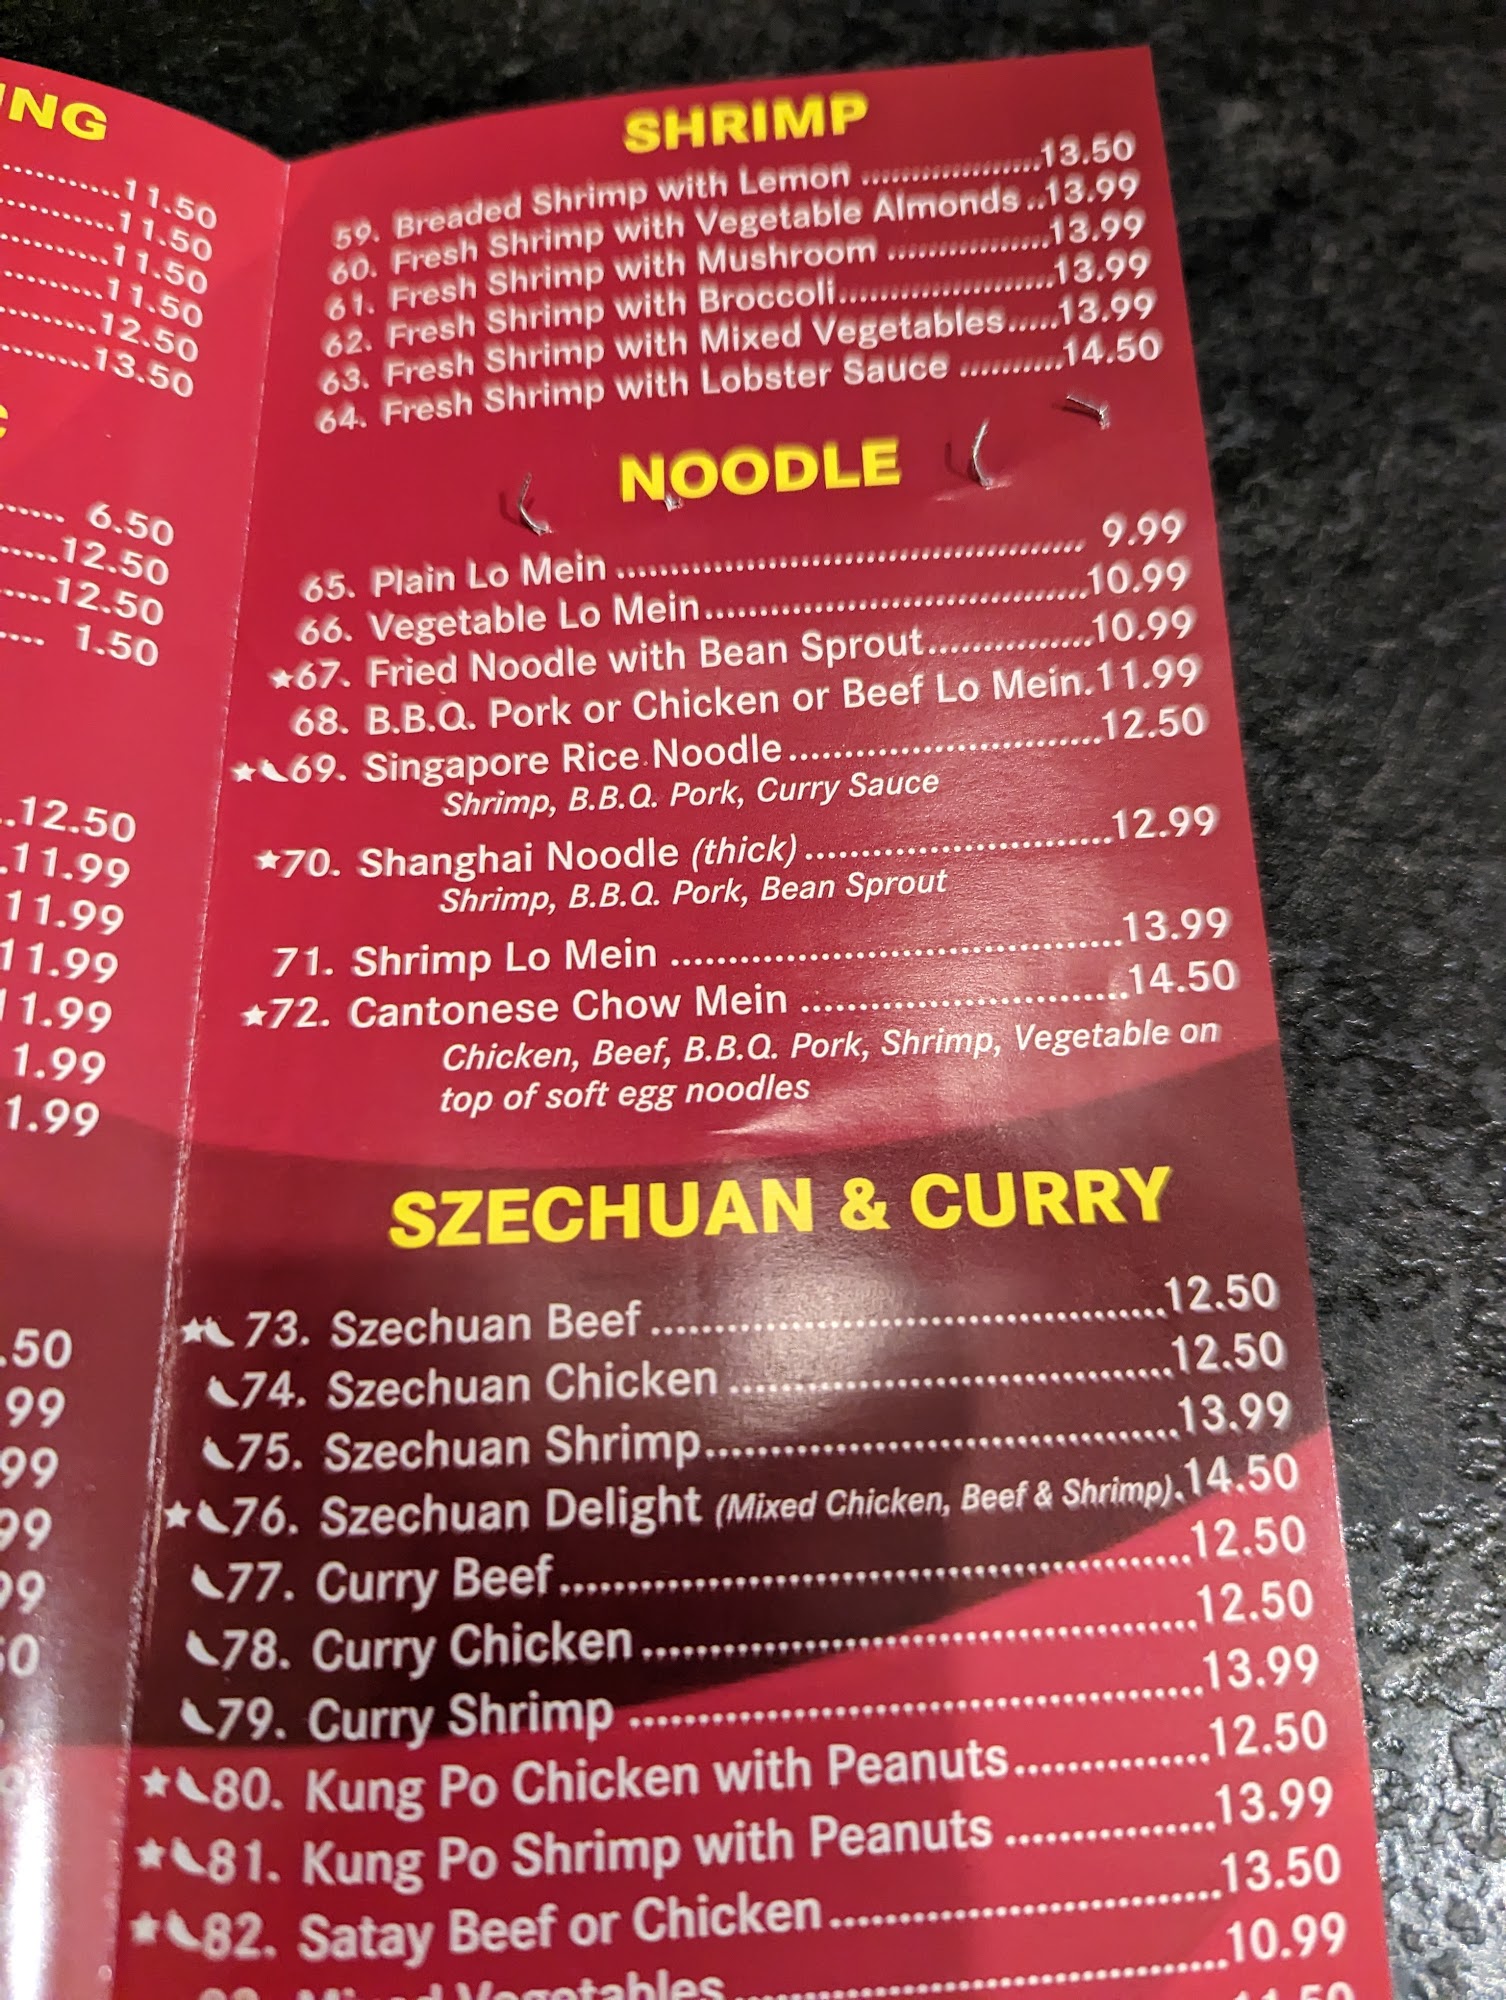 11.50
11.50
11.50
11.50
12.50
13.50
6.50
12.50
12.50
1.50
12.50
11.99
11.99
11.99
11.99
1.99
1.99
.50
99
99
99
SHRIMP
59. Breaded Shrimp with Lemon ....................13.50
60. Fresh Shrimp with Vegetable Almonds ..13.99
61. Fresh Shrimp with Mushroom ..................13.99
62. Fresh Shrimp with Broccoli........................13.99
63. Fresh Shrimp with Mixed Vegetables......13.99
64. Fresh Shrimp with Lobster Sauce ...........14.50
NOODLE
65. Plain Lo Mein .......................................... 9.99
66. Vegetable Lo Mein....................................10.99
★67. Fried Noodle with Bean Sprout...............10.99
68. B.B.Q. Pork or Chicken or Beef Lo Mein.11.99
★69. Singapore Rice Noodle............................12.50
Shrimp, B.B.Q. Pork, Curry Sauce
★70. Shanghai Noodle (thick)...........................12.99
Shrimp, B.B.Q. Pork, Bean Sprout
71. Shrimp Lo Mein .......................................13.99
★72. Cantonese Chow Mein ............................14.50
Chicken, Beef, B.B.Q. Pork, Shrimp, Vegetable on
top of soft egg noodles
SZECHUAN & CURRY
★73. Szechuan Beef.......................................12.50
74. Szechuan Chicken..................................12.50
75. Szechuan Shrimp...................................13.99
★76. Szechuan Delight (Mixed Chicken, Beef & Shrimp).14.50
77. Curry Beef..............................................12.50
78. Curry Chicken........................................12.50
79. Curry Shrimp .........................................13.99
★80. Kung Po Chicken with Peanuts..............12.50
★81. Kung Po Shrimp with Peanuts ...............13.99
★82. Satay Beef or Chicken...........................13.50
Vegetables.....................................10.99